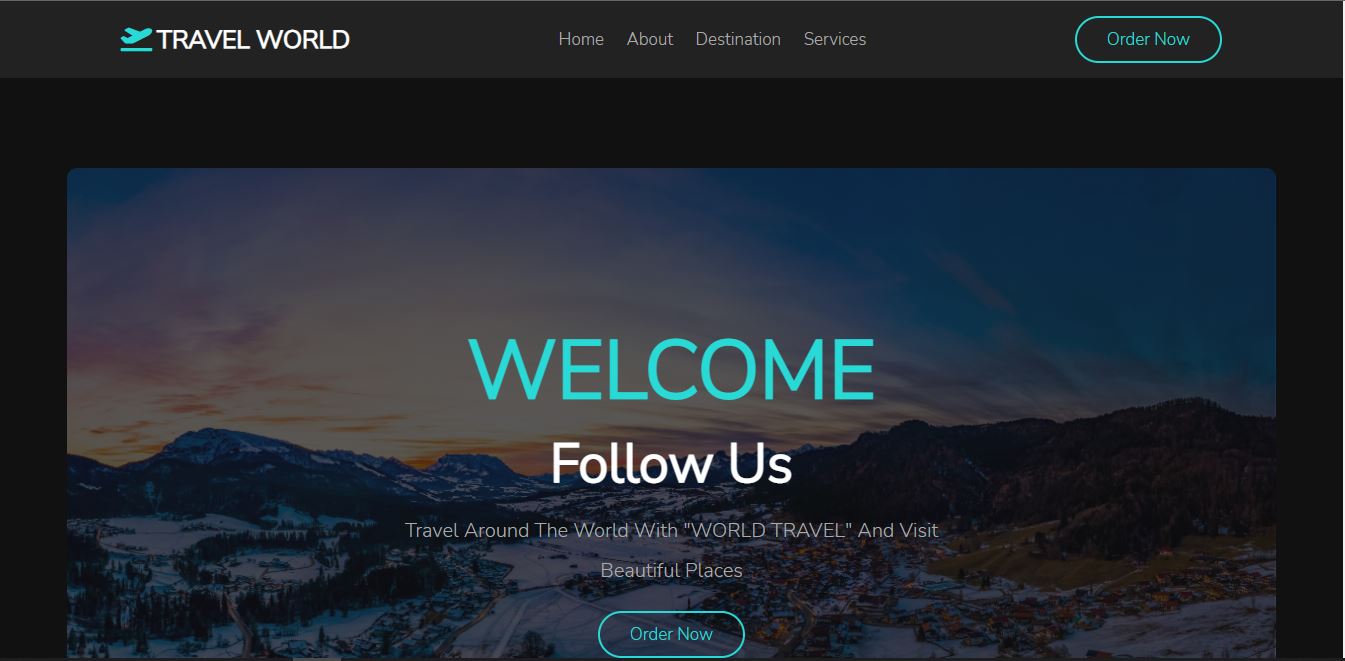 TRAVEL WORLD
Home About Destination Services
Order Now
WELCOME
Follow Us
Travel Around The World With "WORLD TRAVEL" And Visit
Beautiful Places
Order Now